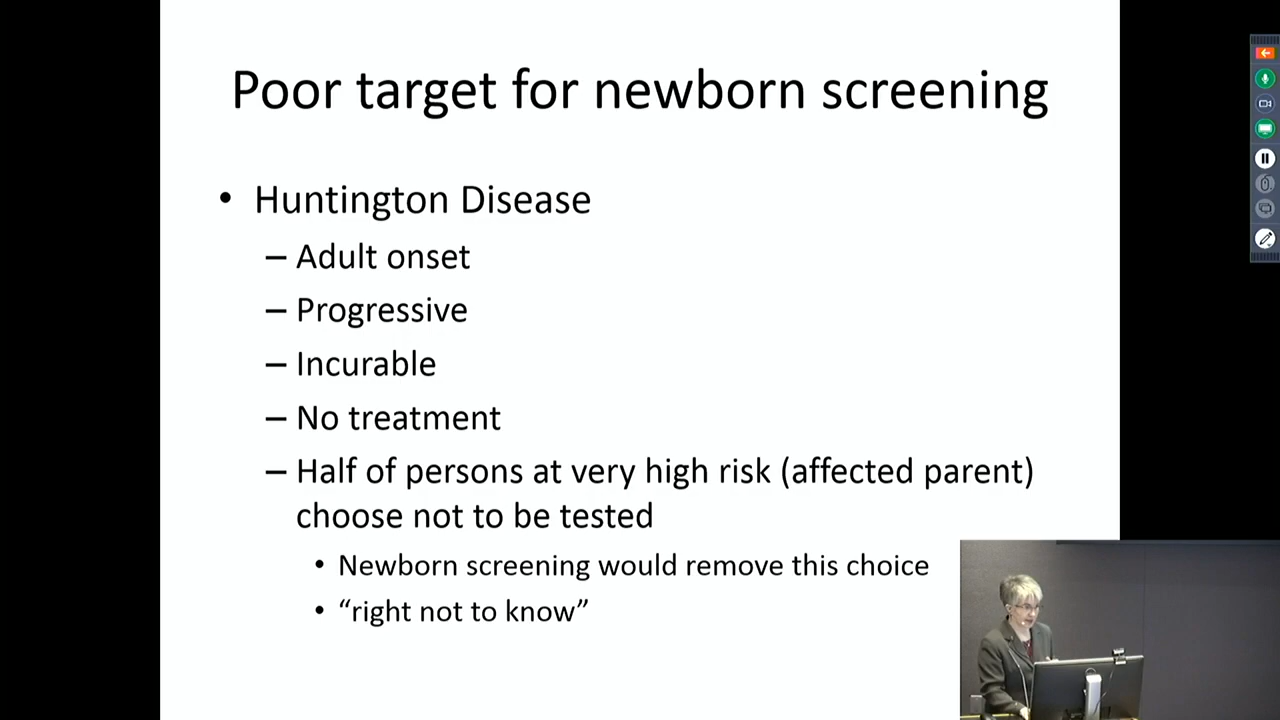 Poor target for newborn screening
• Huntington Disease
– Adult onset
– Progressive
– Incurable
– No treatment
– Half of persons at very high risk (affected parent)
choose not to be tested
• Newborn screening would remove this choice
• “right not to know”